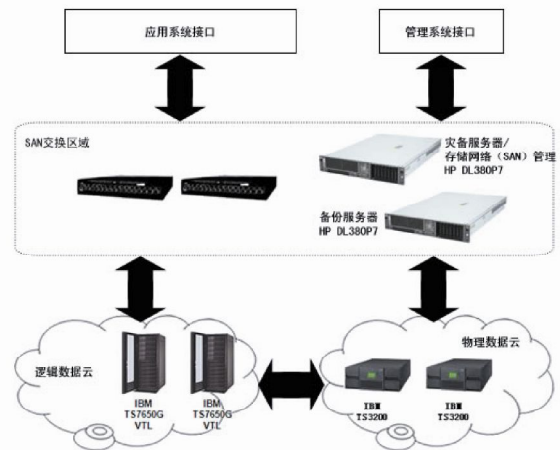 应用系统接口
管理系统接口
SAN交换区域
灾备服务器/
存储网络（SAN）管理
HP DL380P7
备份服务器
HP DL380P7
逻辑数据云
IBM
TS7650G
VTL
IBM
TS7650G
VTL
物理数据云
IBM
TS3200
IBM
TS3200